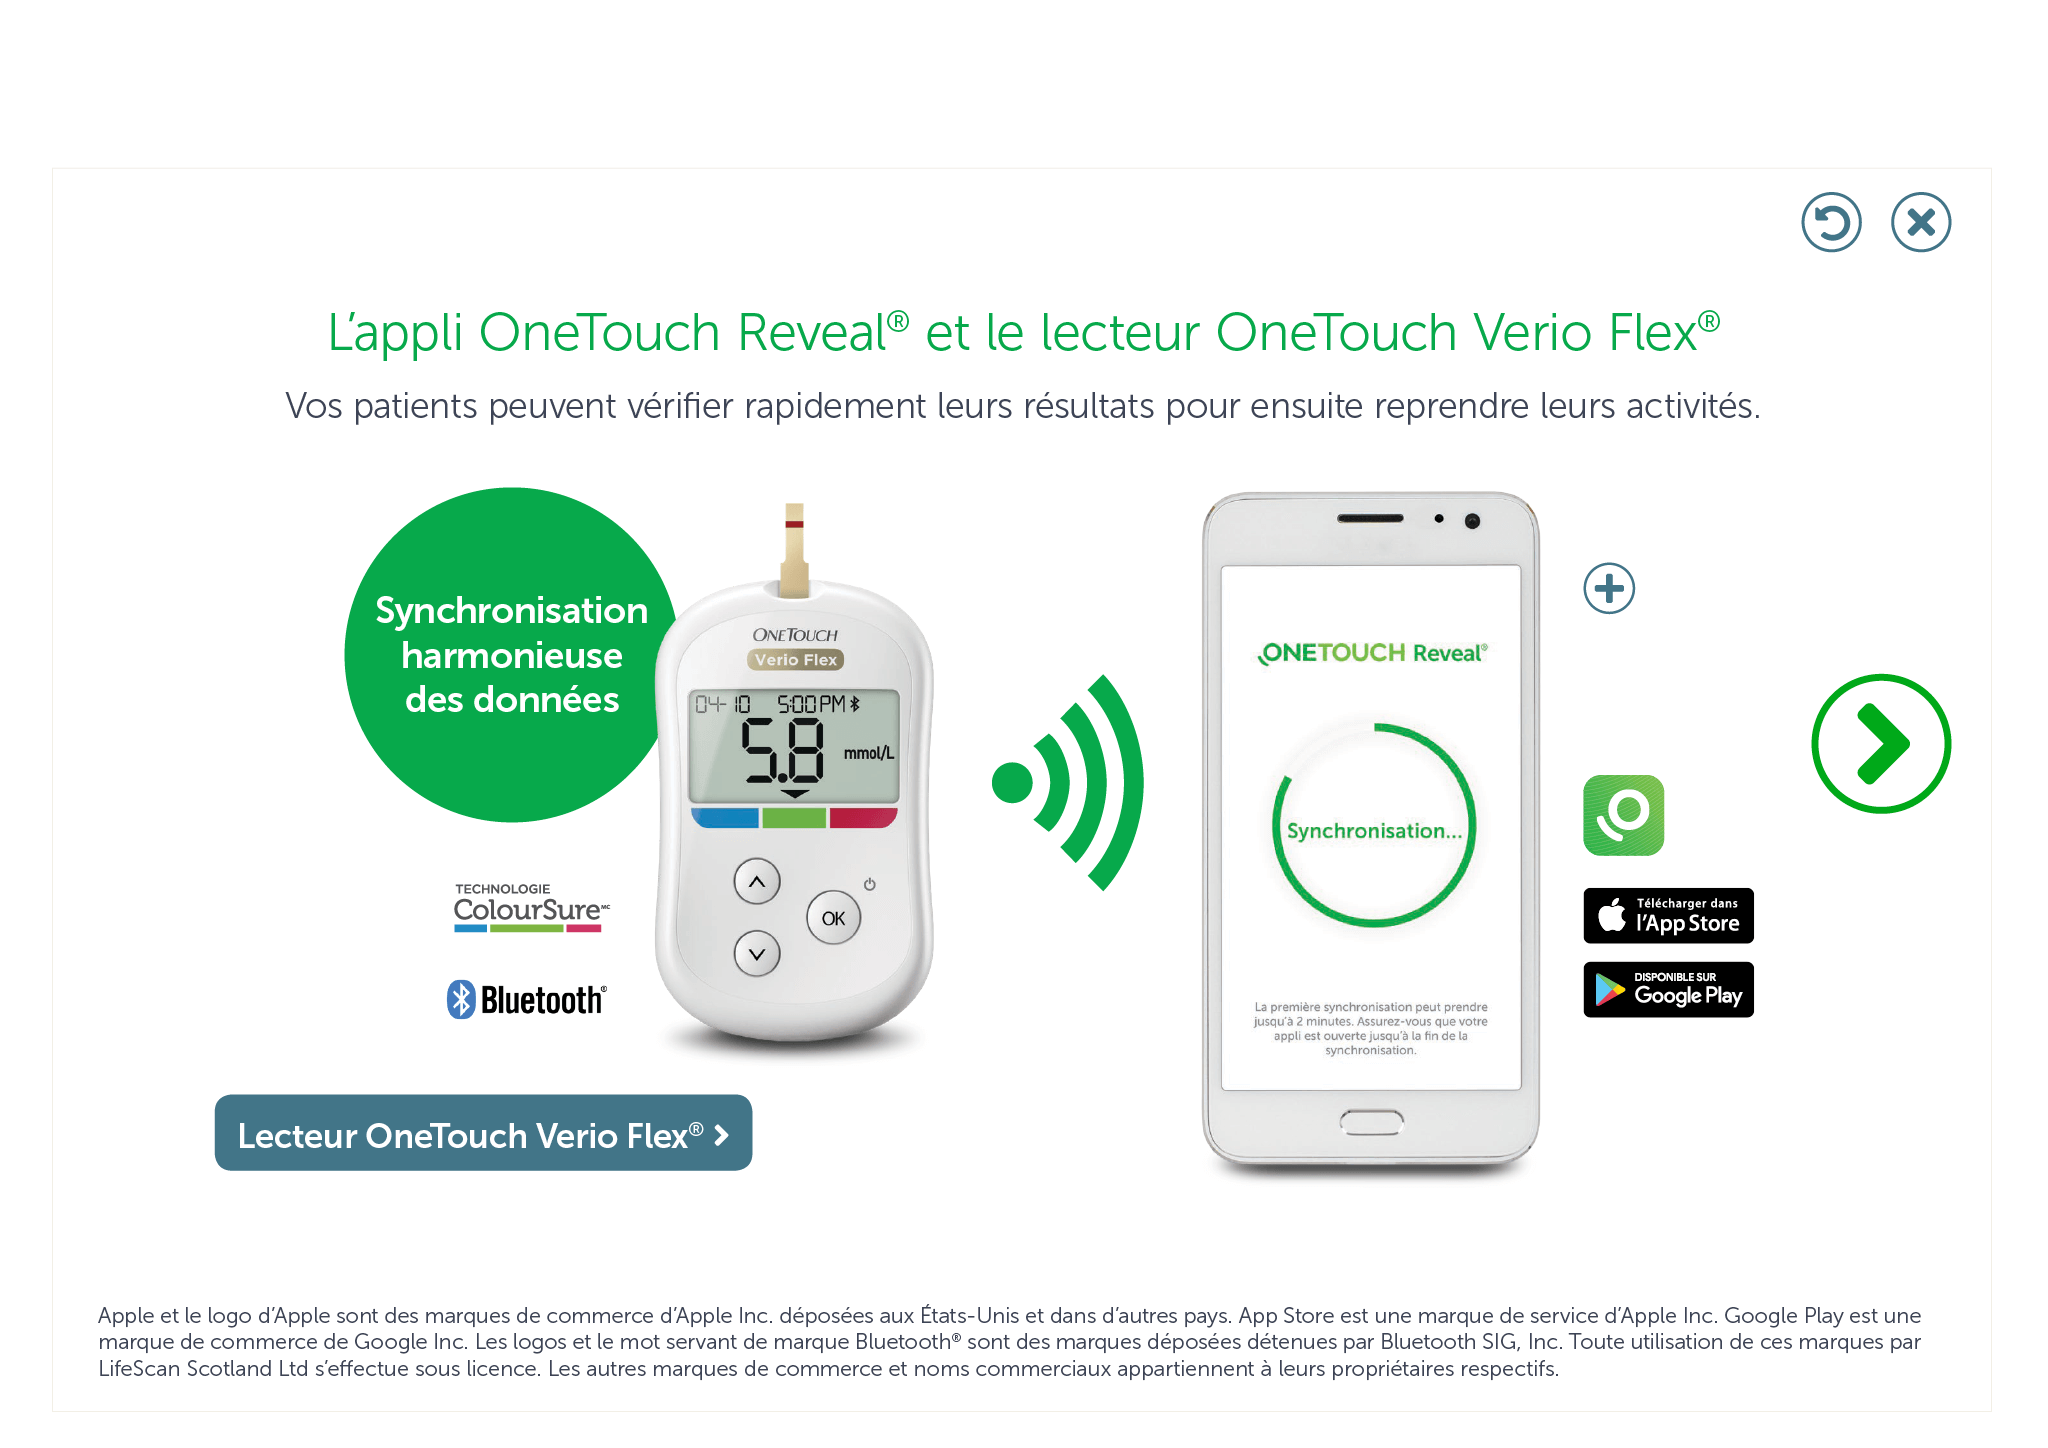 L’appli OneTouch Reveal® et le lecteur OneTouch Verio Flex®
Vos patients peuvent vérifier rapidement leurs résultats pour ensuite reprendre leurs activités.
Synchronisation
harmonieuse
des données
TECHNOLOGIE
ColourSureᴹᶜ
Bluetooth®
ONETOUCH
Verio Flex
04-10 5:00PM
5.8 mmol/L
OK
Lecteur OneTouch Verio Flex®
ONETOUCH Reveal®
Synchronisation...
La première synchronisation peut prendre
jusqu’à 2 minutes. Assurez-vous que votre
appli est ouverte jusqu’à la fin de la
synchronisation.
Télécharger dans
l’App Store
DISPONIBLE SUR
Google Play
Apple et le logo d’Apple sont des marques de commerce d’Apple Inc. déposées aux États-Unis et dans d’autres pays. App Store est une marque de service d’Apple Inc. Google Play est une
marque de commerce de Google Inc. Les logos et le mot servant de marque Bluetooth® sont des marques déposées détenues par Bluetooth SIG, Inc. Toute utilisation de ces marques par
LifeScan Scotland Ltd s’effectue sous licence. Les autres marques de commerce et noms commerciaux appartiennent à leurs propriétaires respectifs.